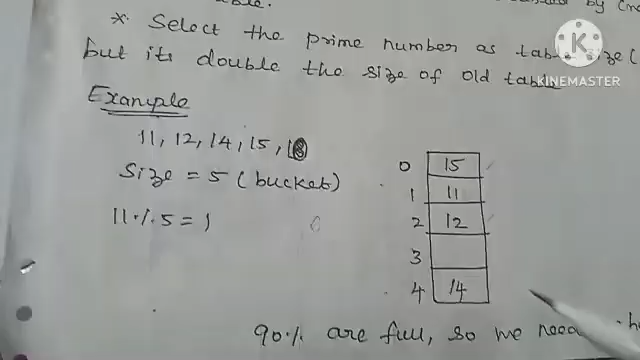 able.
by
* Select the prime number as table size (
but its double the size of old table
KINEMASTER
Example
11, 12, 14, 15, 18
Size = 5 (bucket)
11 % 5 = 1
0 15
1 11
2 12
3
4 14
90% are full, so we need